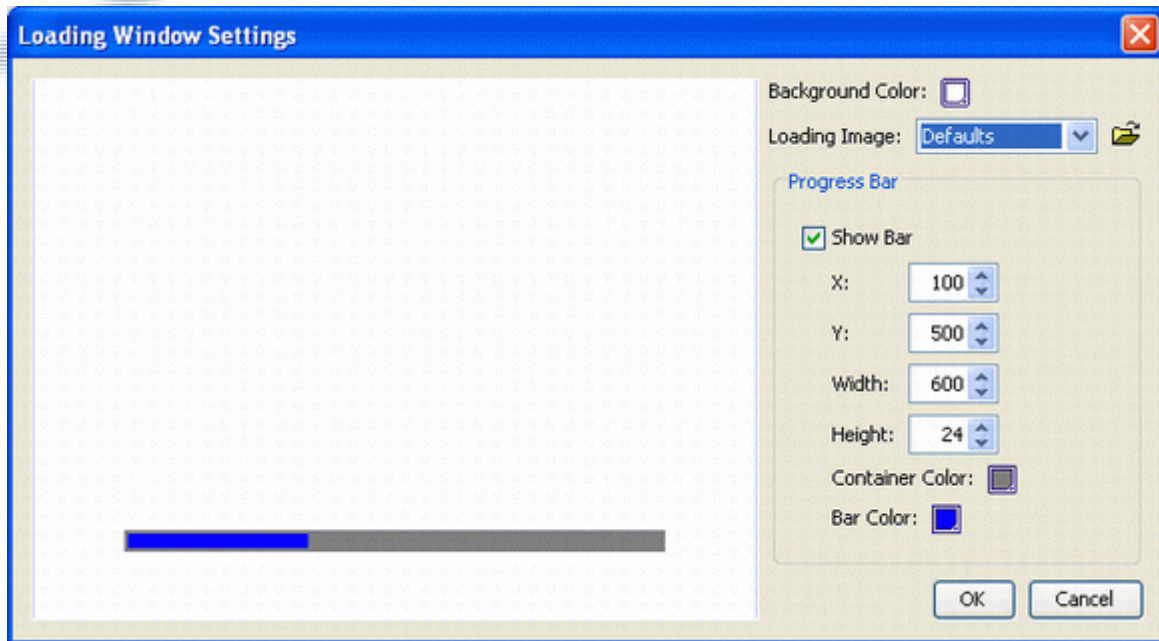 Loading Window Settings
Background Color:
Loading Image: Defaults
Progress Bar
Show Bar
X: 100
Y: 500
Width: 600
Height: 24
Container Color:
Bar Color:
OK Cancel